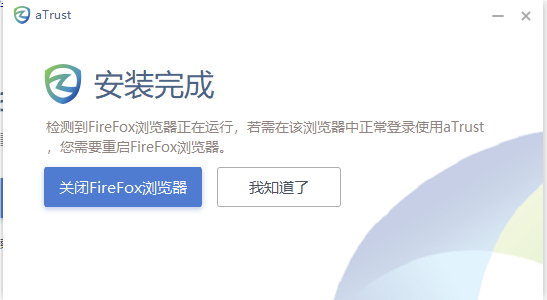 aTrust
安装完成
检测到FireFox浏览器正在运行，若需在该浏览器中正常登录使用aTrust
，您需要重启FireFox浏览器。
关闭FireFox浏览器
我知道了